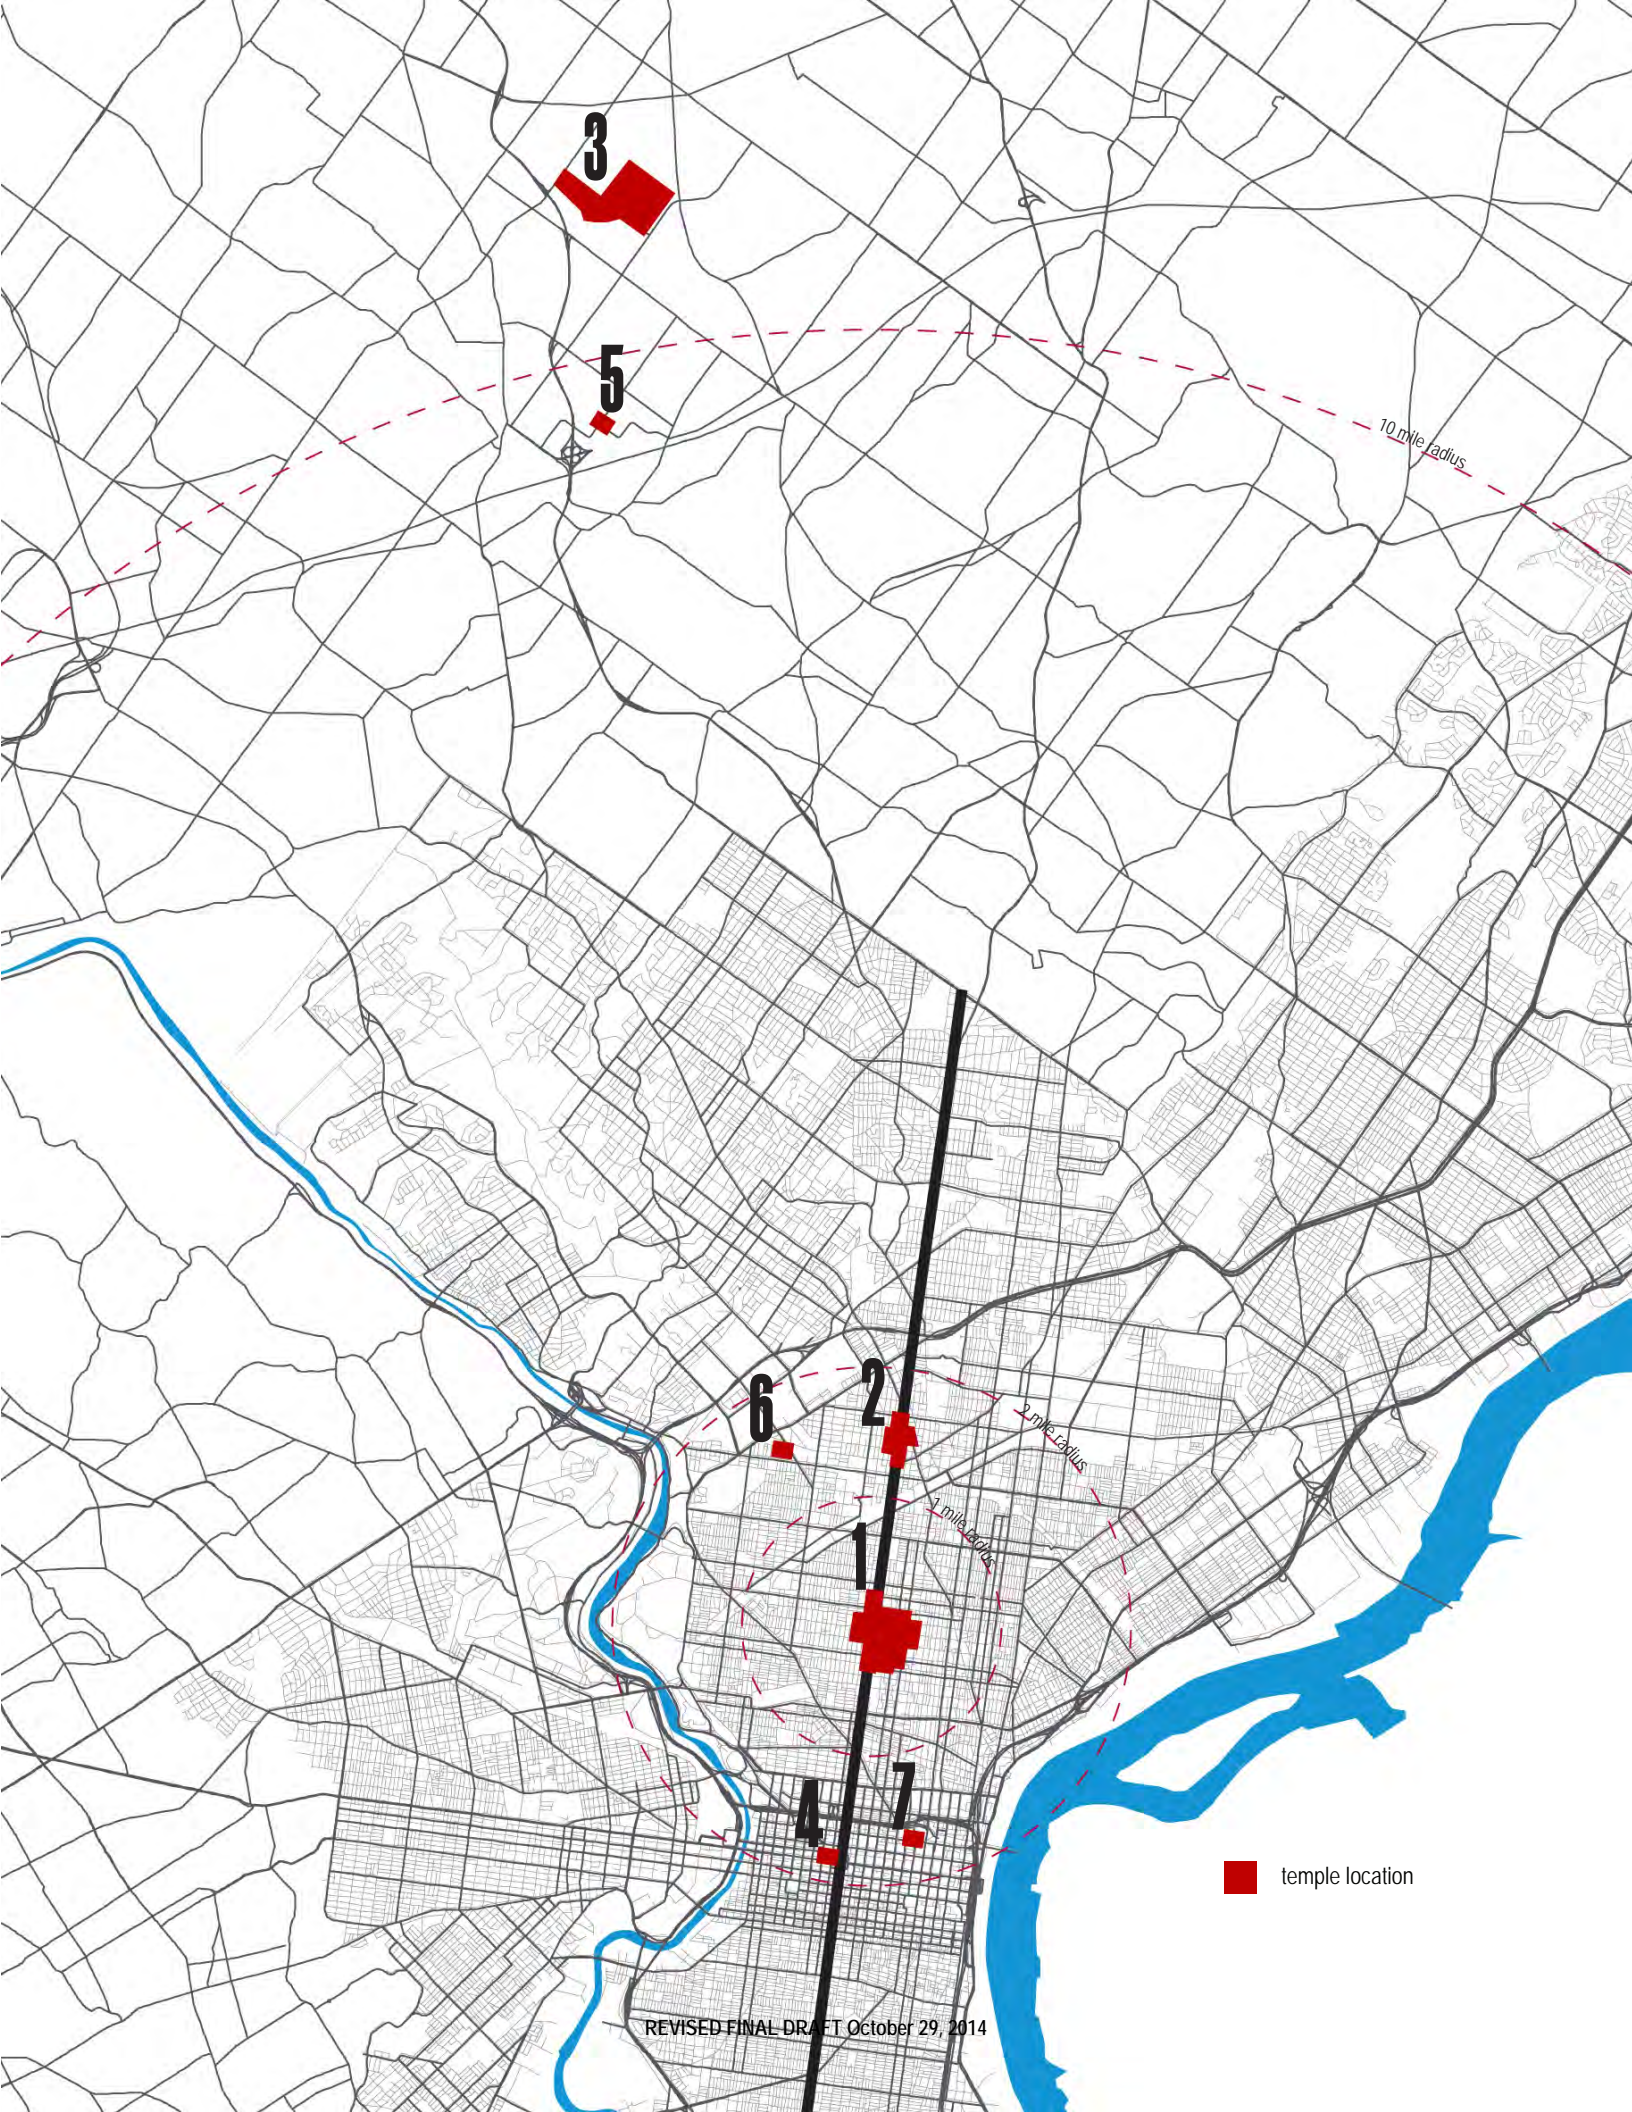 3
5
10 mile radius
2
6
2 mile radius
1 mile radius
1
7
4
temple location
REVISED FINAL DRAFT October 29, 2014